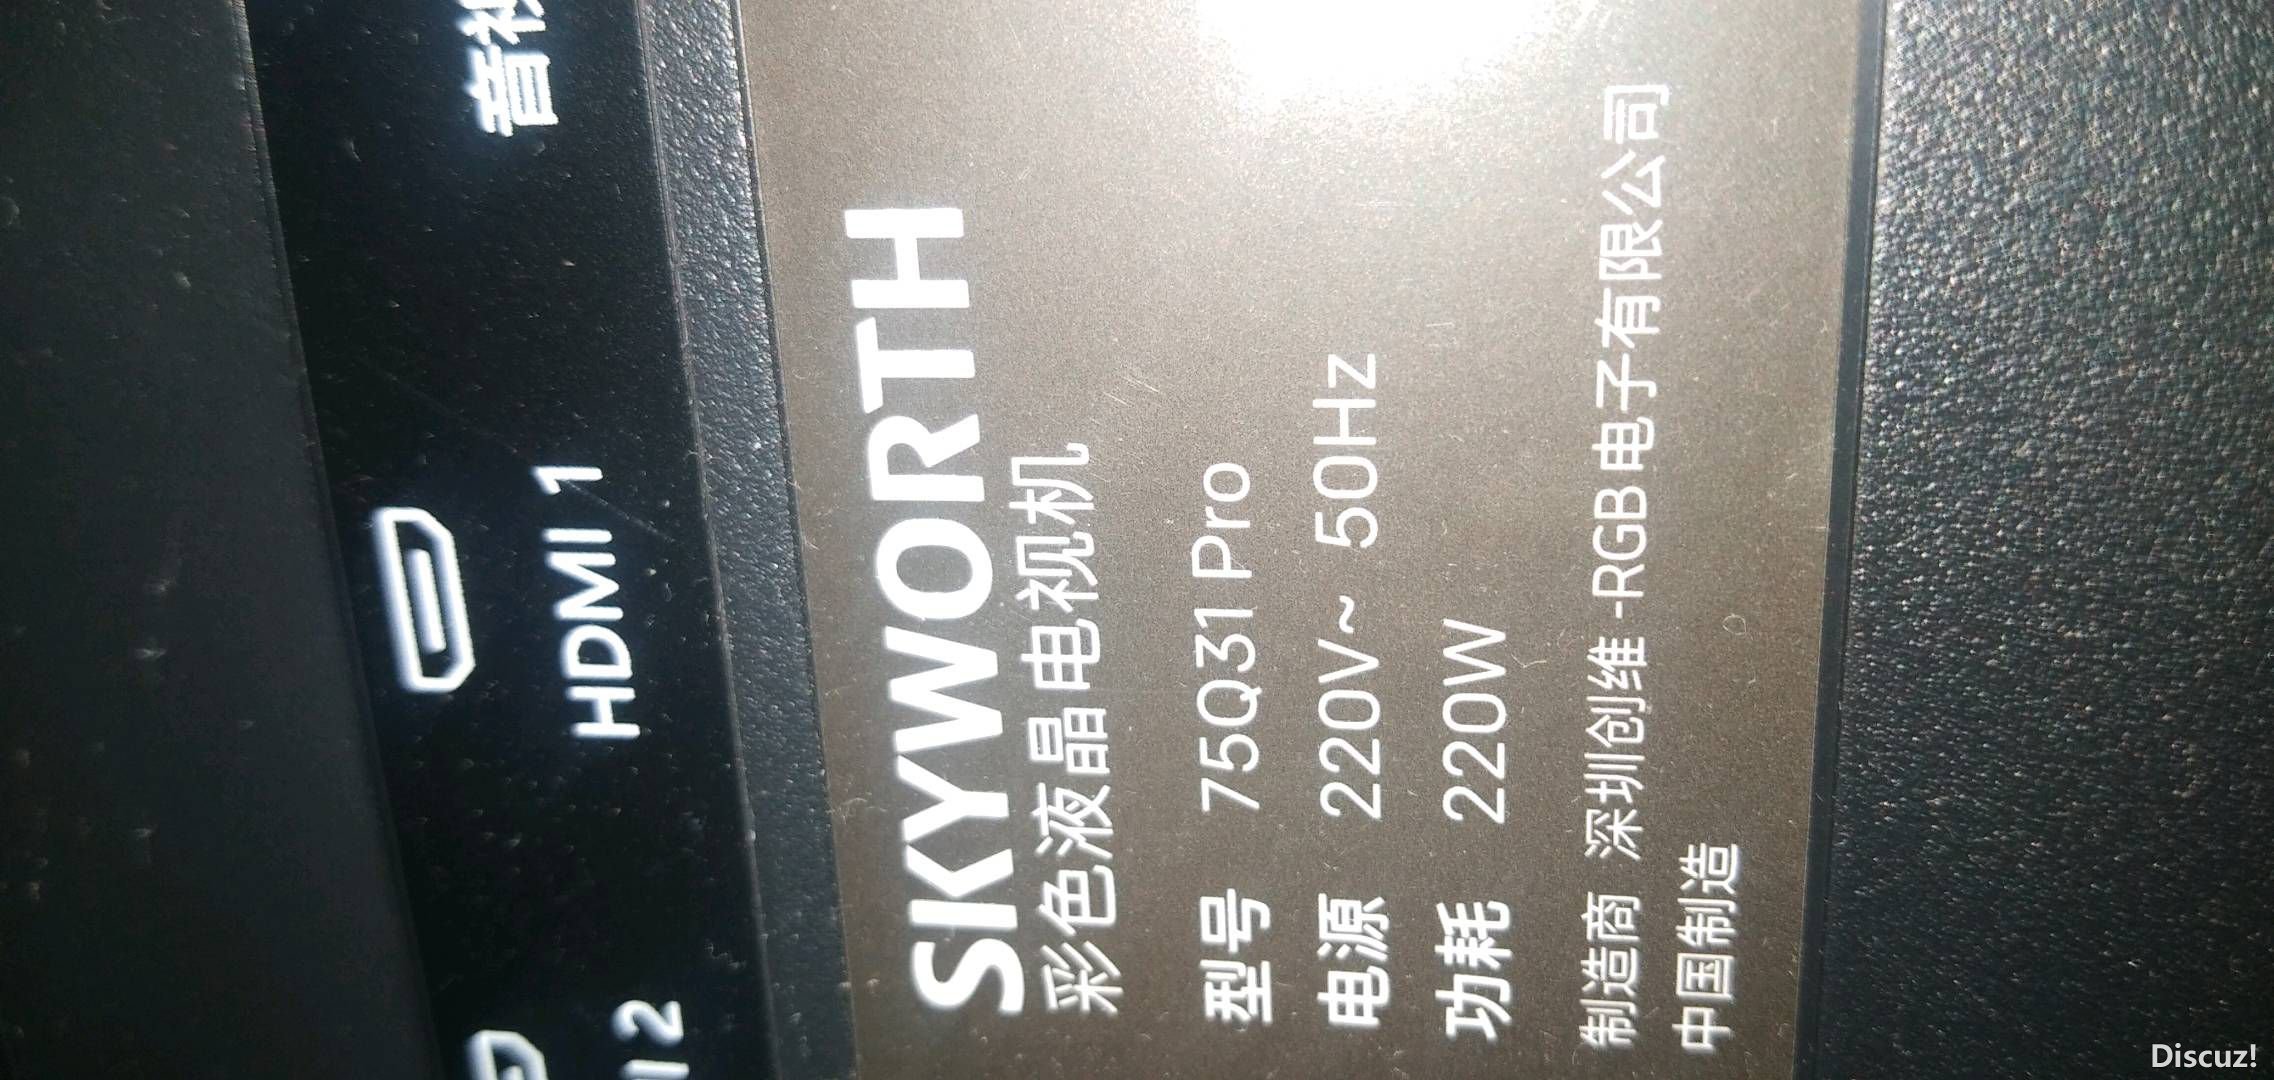 HDMI 1
SKYWORTH
彩色液晶电视机
型号 75Q31 Pro
电源 220V~ 50Hz
功耗 220W
制造商 深圳创维-RGB电子有限公司
中国制造
Discuz!